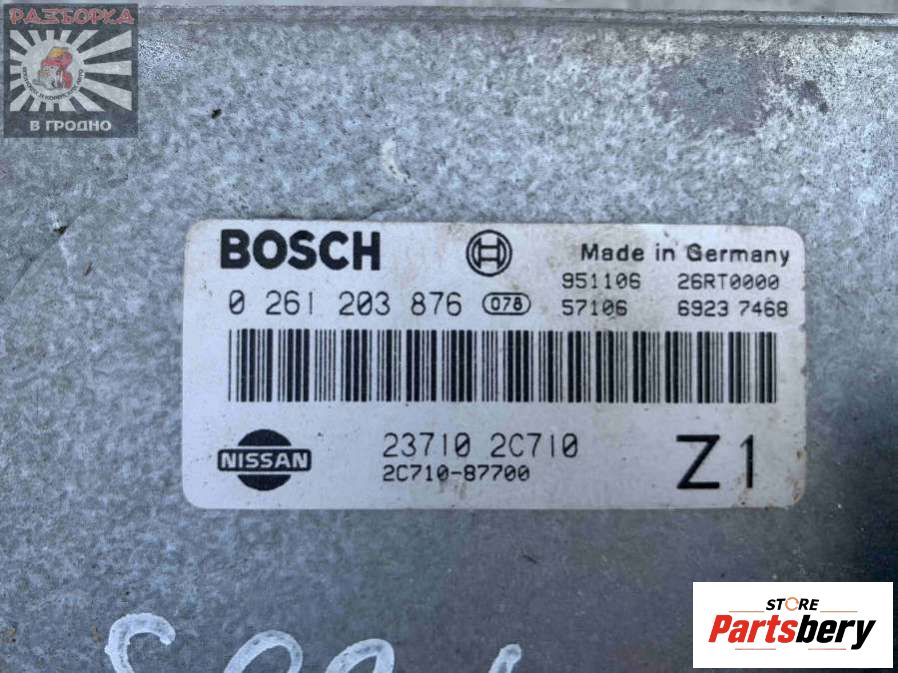 РАЗБОРКА
В ГРОДНО
BOSCH
Made in Germany
951106 26RT0000
0 261 203 876 078 57106 6923 7468
NISSAN
23710 2C710
2C710-87700
Z1
STORE
Partsbery